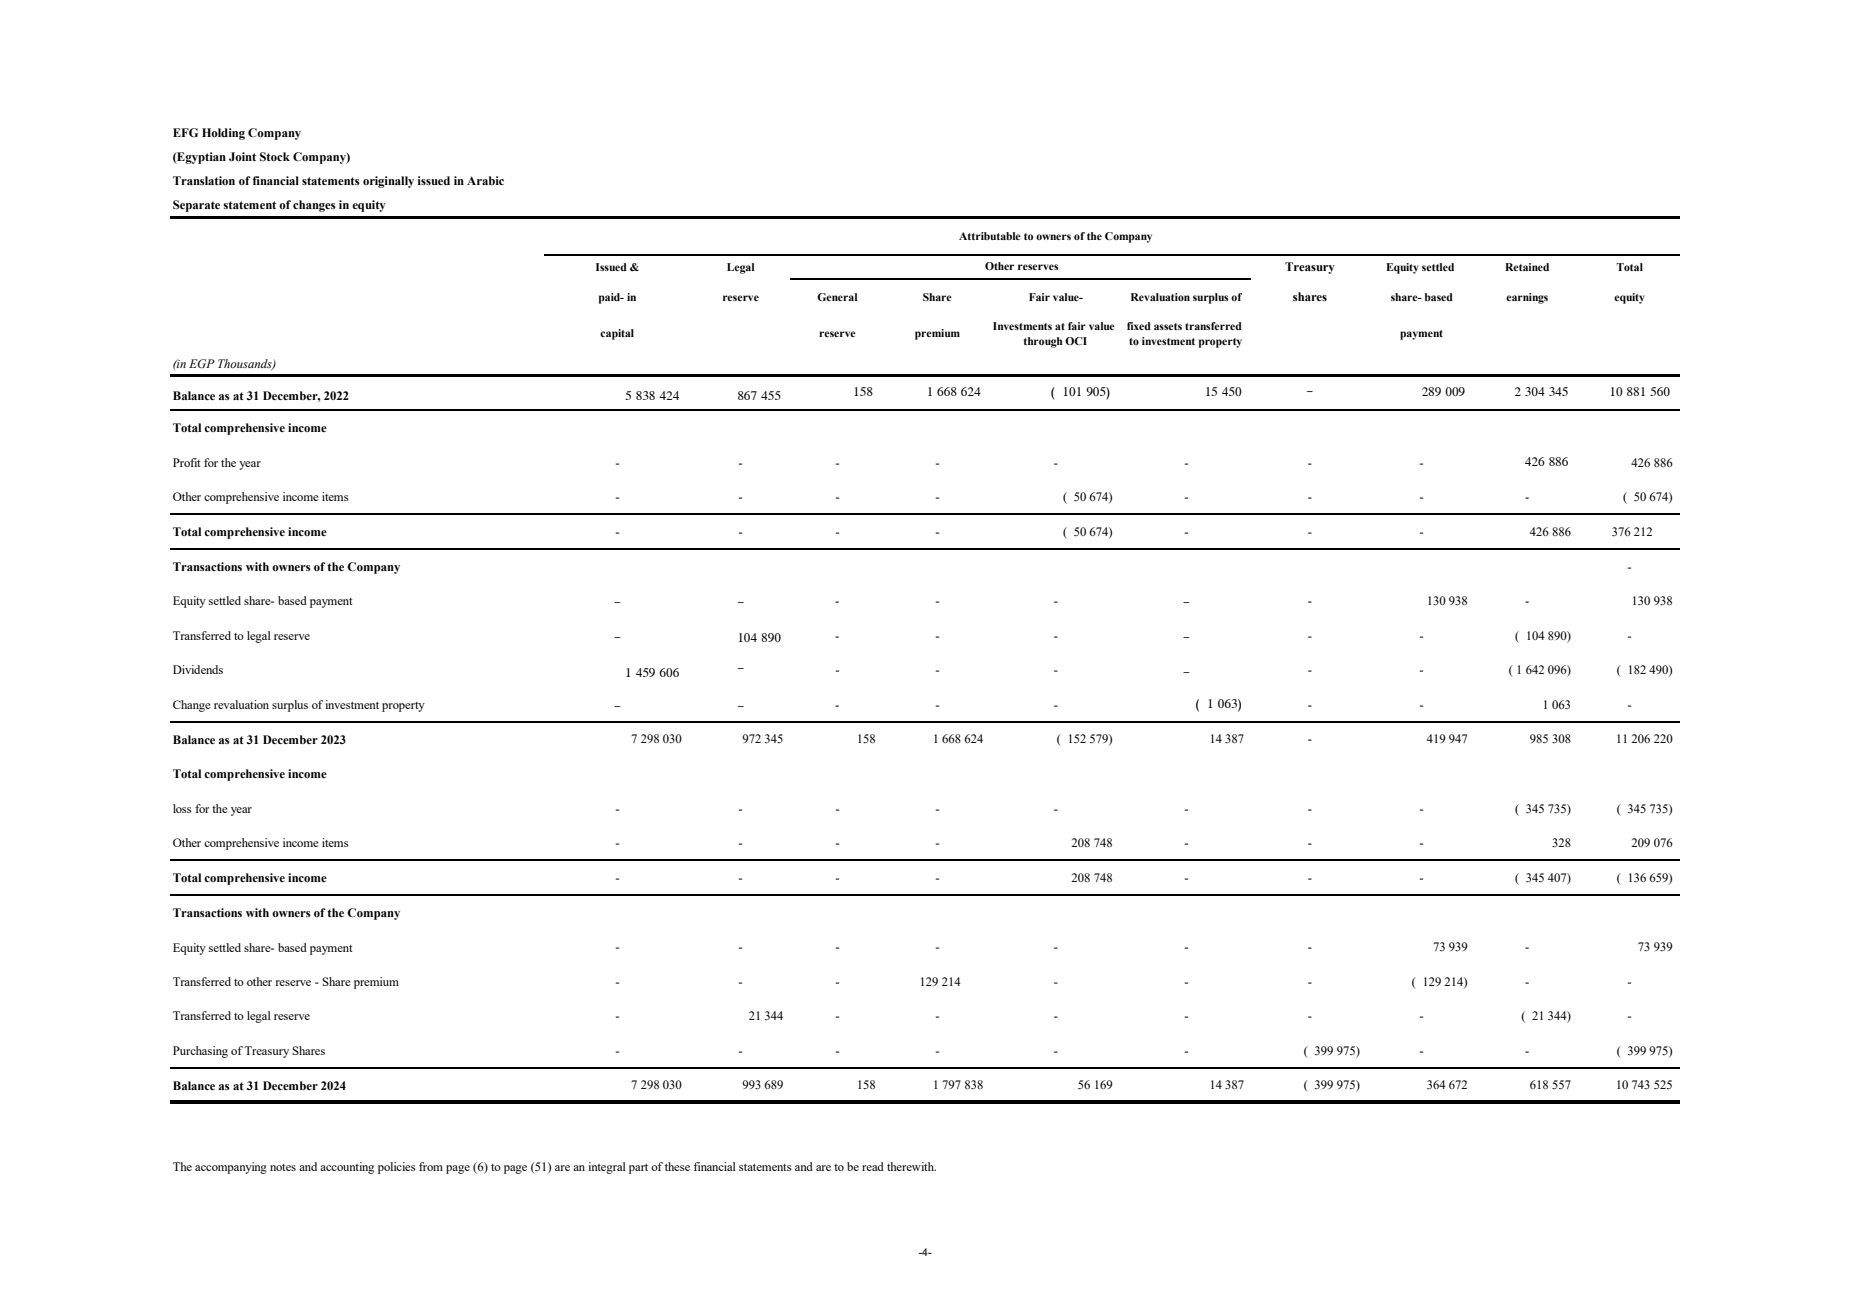 EFG Holding Company
(Egyptian Joint Stock Company)
Translation of financial statements originally issued in Arabic
Separate statement of changes in equity
Attributable to owners of the Company
Issued & Legal Other reserves Treasury Equity settled Retained Total
paid- in reserve General Share Fair value- Revaluation surplus of shares share- based earnings equity
capital reserve premium Investments at fair value through OCI fixed assets transferred to investment property payment
(in EGP Thousands)
Balance as at 31 December, 2022 5 838 424 867 455 158 1 668 624 ( 101 905) 15 450 – 289 009 2 304 345 10 881 560
Total comprehensive income
Profit for the year - - - - - - - - 426 886 426 886
Other comprehensive income items - - - - ( 50 674) - - - - ( 50 674)
Total comprehensive income - - - - ( 50 674) - - - 426 886 376 212
Transactions with owners of the Company -
Equity settled share- based payment – – - - - – - 130 938 - 130 938
Transferred to legal reserve – 104 890 - - - – - - ( 104 890) -
Dividends 1 459 606 – - - - – - - ( 1 642 096) ( 182 490)
Change revaluation surplus of investment property – – - - - ( 1 063) - - 1 063 -
Balance as at 31 December 2023 7 298 030 972 345 158 1 668 624 ( 152 579) 14 387 - 419 947 985 308 11 206 220
Total comprehensive income
loss for the year - - - - - - - - ( 345 735) ( 345 735)
Other comprehensive income items - - - - 208 748 - - - 328 209 076
Total comprehensive income - - - - 208 748 - - - ( 345 407) ( 136 659)
Transactions with owners of the Company
Equity settled share- based payment - - - - - - - 73 939 - 73 939
Transferred to other reserve - Share premium - - - 129 214 - - - ( 129 214) - -
Transferred to legal reserve - 21 344 - - - - - - ( 21 344) -
Purchasing of Treasury Shares - - - - - - ( 399 975) - - ( 399 975)
Balance as at 31 December 2024 7 298 030 993 689 158 1 797 838 56 169 14 387 ( 399 975) 364 672 618 557 10 743 525
The accompanying notes and accounting policies from page (6) to page (51) are an integral part of these financial statements and are to be read therewith.
-4-